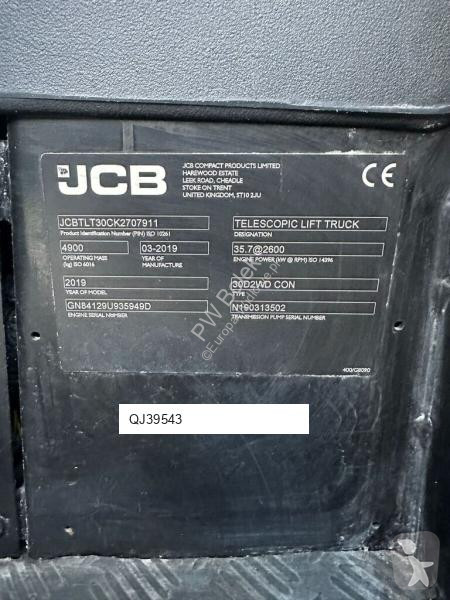 JCB
JCB COMPACT PRODUCTS LIMITED
HAREWOOD ESTATE
LEEK ROAD, CHEADLE
STOKE ON TRENT
UNITED KINGDOM, ST10 2JU
CE
JCBTLT30CK2707911
Product Identification Number (PIN) ISO 10261
TELESCOPIC LIFT TRUCK
DESIGNATION
4900
OPERATING MASS
(kg) ISO 6016
03-2019
YEAR OF
MANUFACTURE
35.7@2600
ENGINE POWER (kW @ RPM) ISO 14396
2019
YEAR OF MODEL
30D2WD CON
TYPE
GN84129U935949D
ENGINE SERIAL NUMBER
N190313502
TRANSMISSION PUMP SERIAL NUMBER
400/G8090
QJ39543